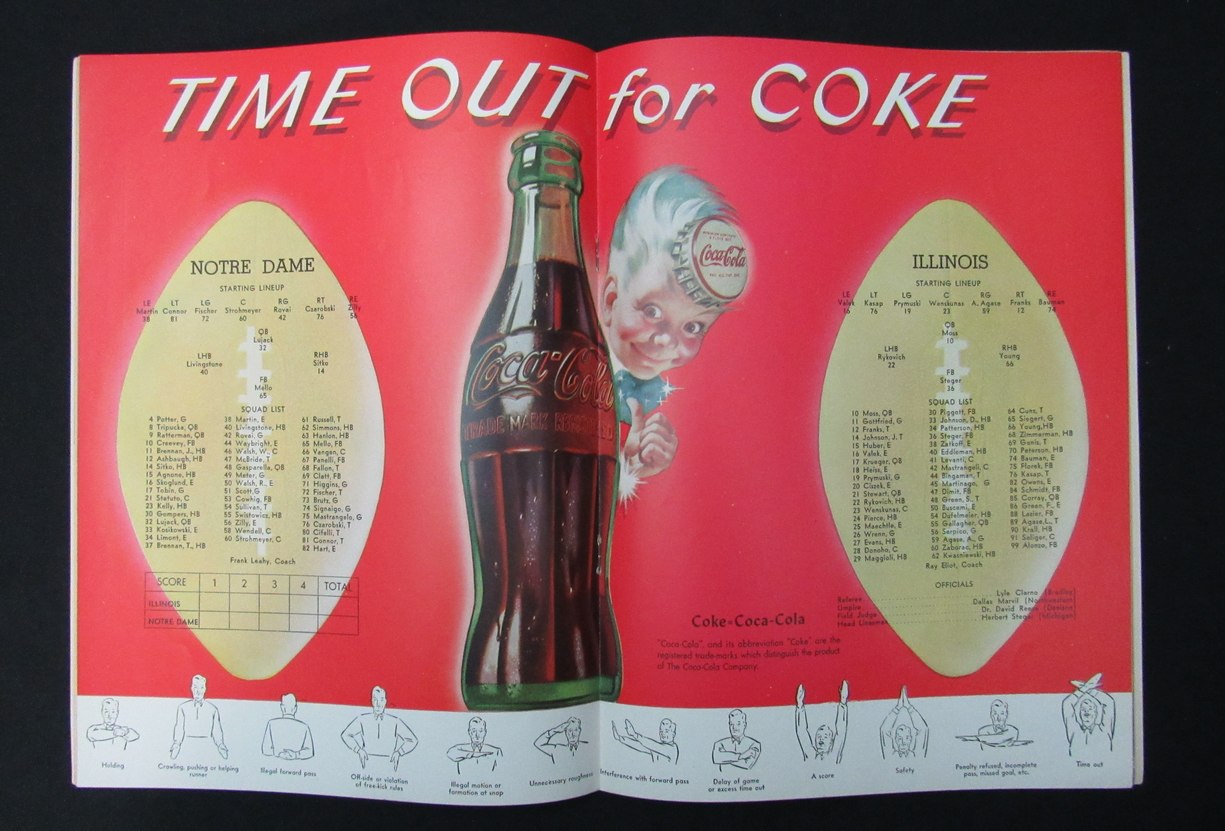 TIME OUT for COKE
Coca-Cola
NOTRE DAME
STARTING LINEUP
LE LT LG C RG RT RE
Martin Connor Fischer Strohmeyer Rovai Czarobski Zilly
38 81 72 60 42 76 56
QB
Lujack
32
LHB RHB
Livingstone Sitko
40 14
FB
Mello
65
SQUAD LIST
4 Potter, G 38 Martin, E 61 Russell, T
8 Tripucka, QB 40 Livingstone, HB 62 Simmons, HB
9 Ratterman, QB 42 Rovai, G 63 Hanlon, HB
10 Creevey, FB 44 Waybright, E 65 Mello, FB
11 Brennan, J., HB 46 Walsh, W., C 66 Vangen, C
12 Ashbaugh, HB 47 McBride, T 67 Panelli, FB
14 Sitko, HB 48 Gasparella, QB 68 Fallon, T
15 Agnone, HB 49 Meter, G 69 Clatt, FB
16 Skoglund, E 50 Walsh, R., E 71 Higgins, G
17 Tobin, G 51 Scott, G 72 Fischer, T
21 Statuto, C 53 Cowhig, FB 73 Brutz, G
23 Kelly, HB 54 Sullivan, T 74 Signaigo, G
30 Gompers, HB 55 Swistowicz, HB 75 Mastrangelo, G
32 Lujack, QB 56 Zilly, E 76 Czarobski, T
33 Kosikowski, E 58 Wendell, C 80 Cifelli, T
34 Limont, E 60 Strohmeyer, C 81 Connor, T
37 Brennan, T., HB 82 Hart, E
Frank Leahy, Coach
SCORE 1 2 3 4 TOTAL
ILLINOIS
NOTRE DAME
Coca-Cola
TRADE MARK REGISTERED
ILLINOIS
STARTING LINEUP
LE LT LG C RG RT RE
Valek Kasap Prymuski Wenskunas A. Agase Franks Bauman
16 76 19 23 59 12 74
QB
Moss
10
LHB RHB
Rykovich Young
22 66
FB
Steger
36
SQUAD LIST
10 Moss, QB 30 Piggott, FB 64 Cunz, T
11 Gottfried, G 33 Johnson, D., HB 65 Siegert, G
12 Franks, T 34 Patterson, HB 66 Young, HB
14 Johnson, J. T 36 Steger, FB 68 Zimmerman, HB
15 Huber, E 38 Zatkoff, E 69 Gunis, T
16 Valek, E 40 Eddleman, HB 70 Peterson, HB
17 Krueger, QB 41 Levanti, C 74 Bauman, E
18 Heiss, E 42 Mastrangeli, C 75 Florek, FB
19 Prymuski, G 44 Bingaman, T 76 Kasap, T
20 Cizek, E 45 Martinago, G 82 Owens, E
21 Stewart, QB 47 Dimit, FB 84 Schmidt, FB
22 Rykovich, HB 48 Green, S., T 85 Corray, QB
23 Wenskunas, C 50 Buscemi, E 86 Green, F., E
24 Pierce, HB 54 Dufelmeier, HB 88 Lazier, FB
25 Maechtle, E 55 Gallagher, QB 89 Agase, L., T
26 Wrenn, G 56 Serpico, G 90 Krall, HB
27 Evans, HB 59 Agase, A., G 91 Seliger, C
28 Donoho, C 60 Zaborac, HB 99 Alonzo, FB
29 Maggioli, HB 62 Kwasniewski, HB
Ray Eliot, Coach
OFFICIALS
Referee Lyle Clarno (Bradley)
Umpire Dallas Marvil (Northwestern)
Field Judge Dr. David Reese (Denison)
Head Linesman Herbert Steger (Michigan)
Coke=Coca-Cola
"Coca-Cola", and its abbreviation "Coke" are the
registered trade-marks which distinguish the product
of The Coca-Cola Company.
Holding
Crawling, pushing or helping
runner
Illegal forward pass
Off-side or violation
of free-kick rules
Illegal motion or
formation at snap
Unnecessary roughness
Interference with forward pass
Delay of game
or excess time out
A score
Safety
Penalty refused, incomplete
pass, missed goal, etc.
Time out